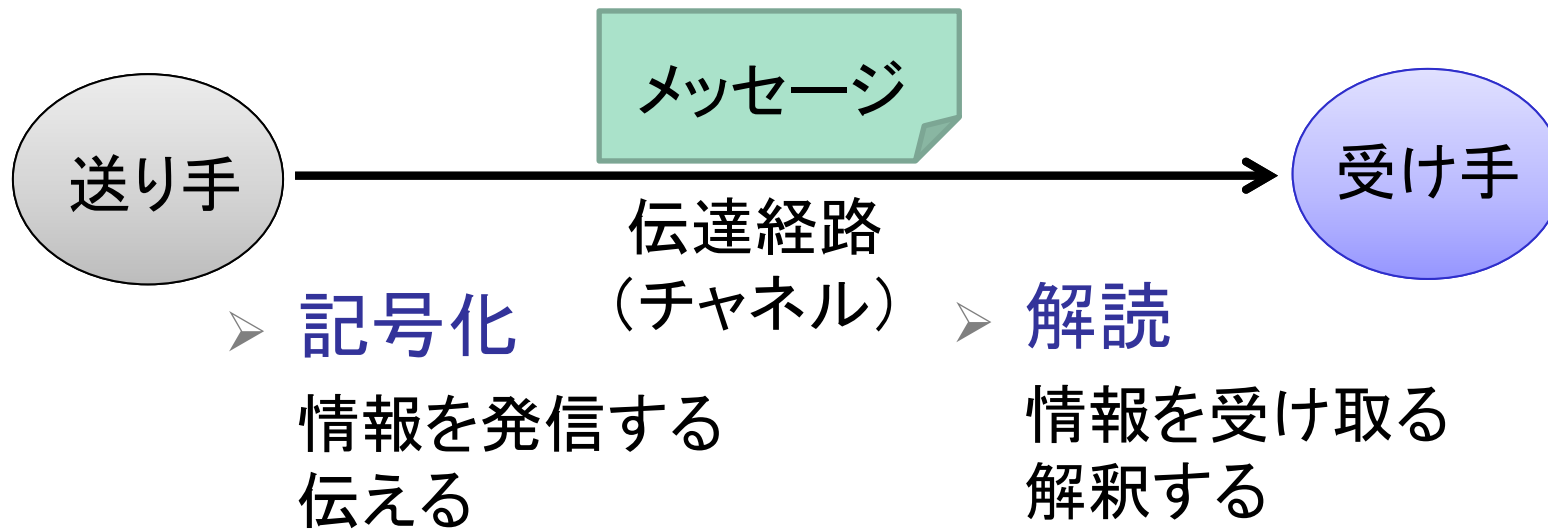 メッセージ
送り手
受け手
伝達経路
（チャネル）
記号化
情報を発信する
伝える
解読
情報を受け取る
解釈する